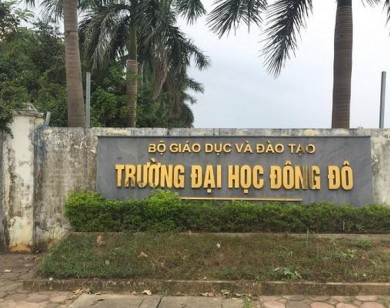 BỘ GIÁO DỤC VÀ ĐÀO TẠO
TRƯỜNG ĐẠI HỌC ĐÔNG ĐÔ